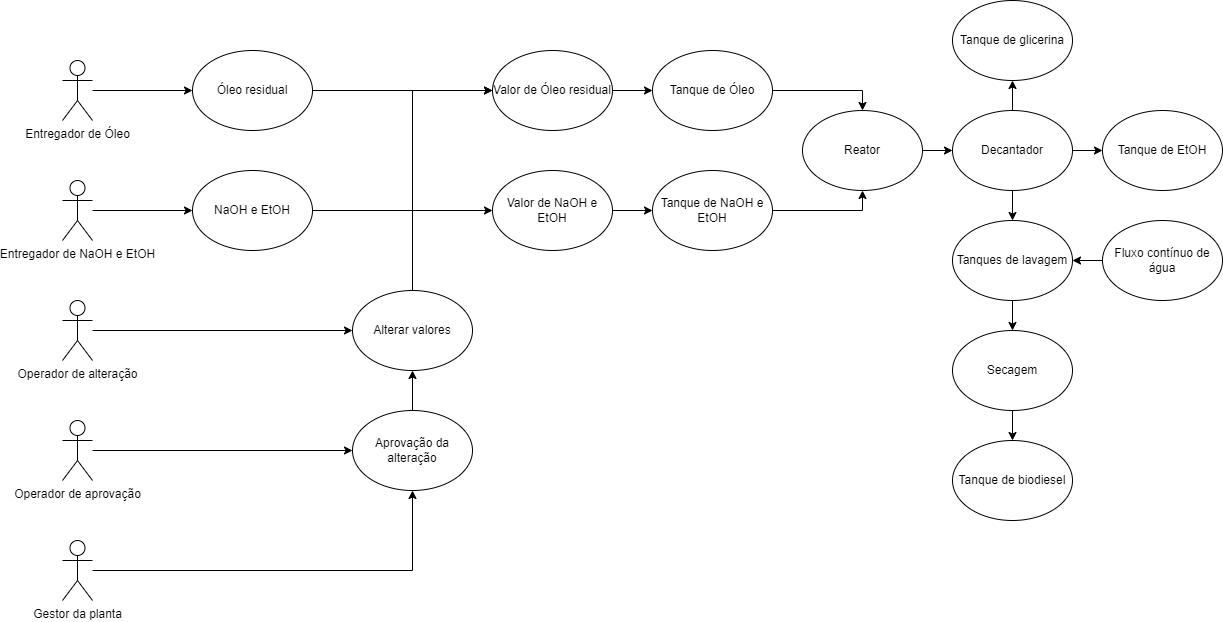 Tanque de glicerina
Óleo residual
Valor de Óleo residual
Tanque de Óleo
Entregador de Óleo
Reator
Decantador
Tanque de EtOH
NaOH e EtOH
Valor de NaOH e
EtOH
Tanque de NaOH e
EtOH
Entregador de NaOH e EtOH
Tanques de lavagem
Fluxo contínuo de
água
Alterar valores
Operador de alteração
Secagem
Aprovação da
alteração
Operador de aprovação
Tanque de biodiesel
Gestor da planta